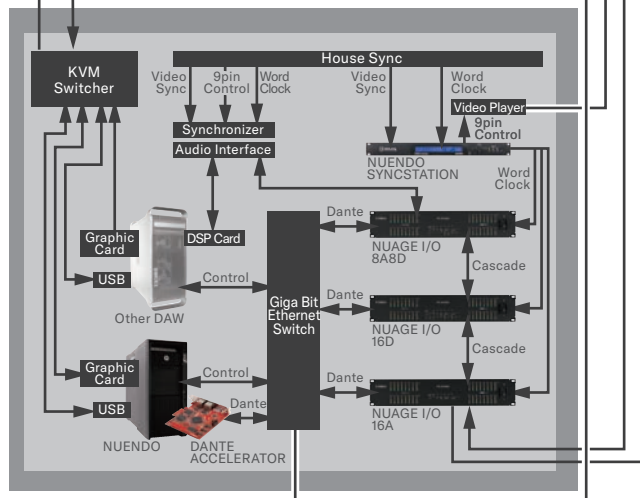 House Sync
KVM
Switcher
Video
Sync
9pin
Control
Word
Clock
Video
Sync
Word
Clock
Video Player
9pin
Control
Synchronizer
Audio Interface
NUENDO
SYNCSTATION
Word
Clock
Dante
Graphic
Card
DSP Card
NUAGE I/O
8A8D
Cascade
USB
Control
Giga Bit
Ethernet
Switch
Dante
Other DAW
NUAGE I/O
16D
Cascade
Graphic
Card
Control
Dante
USB
Dante
NUAGE I/O
16A
NUENDO
DANTE
ACCELERATOR